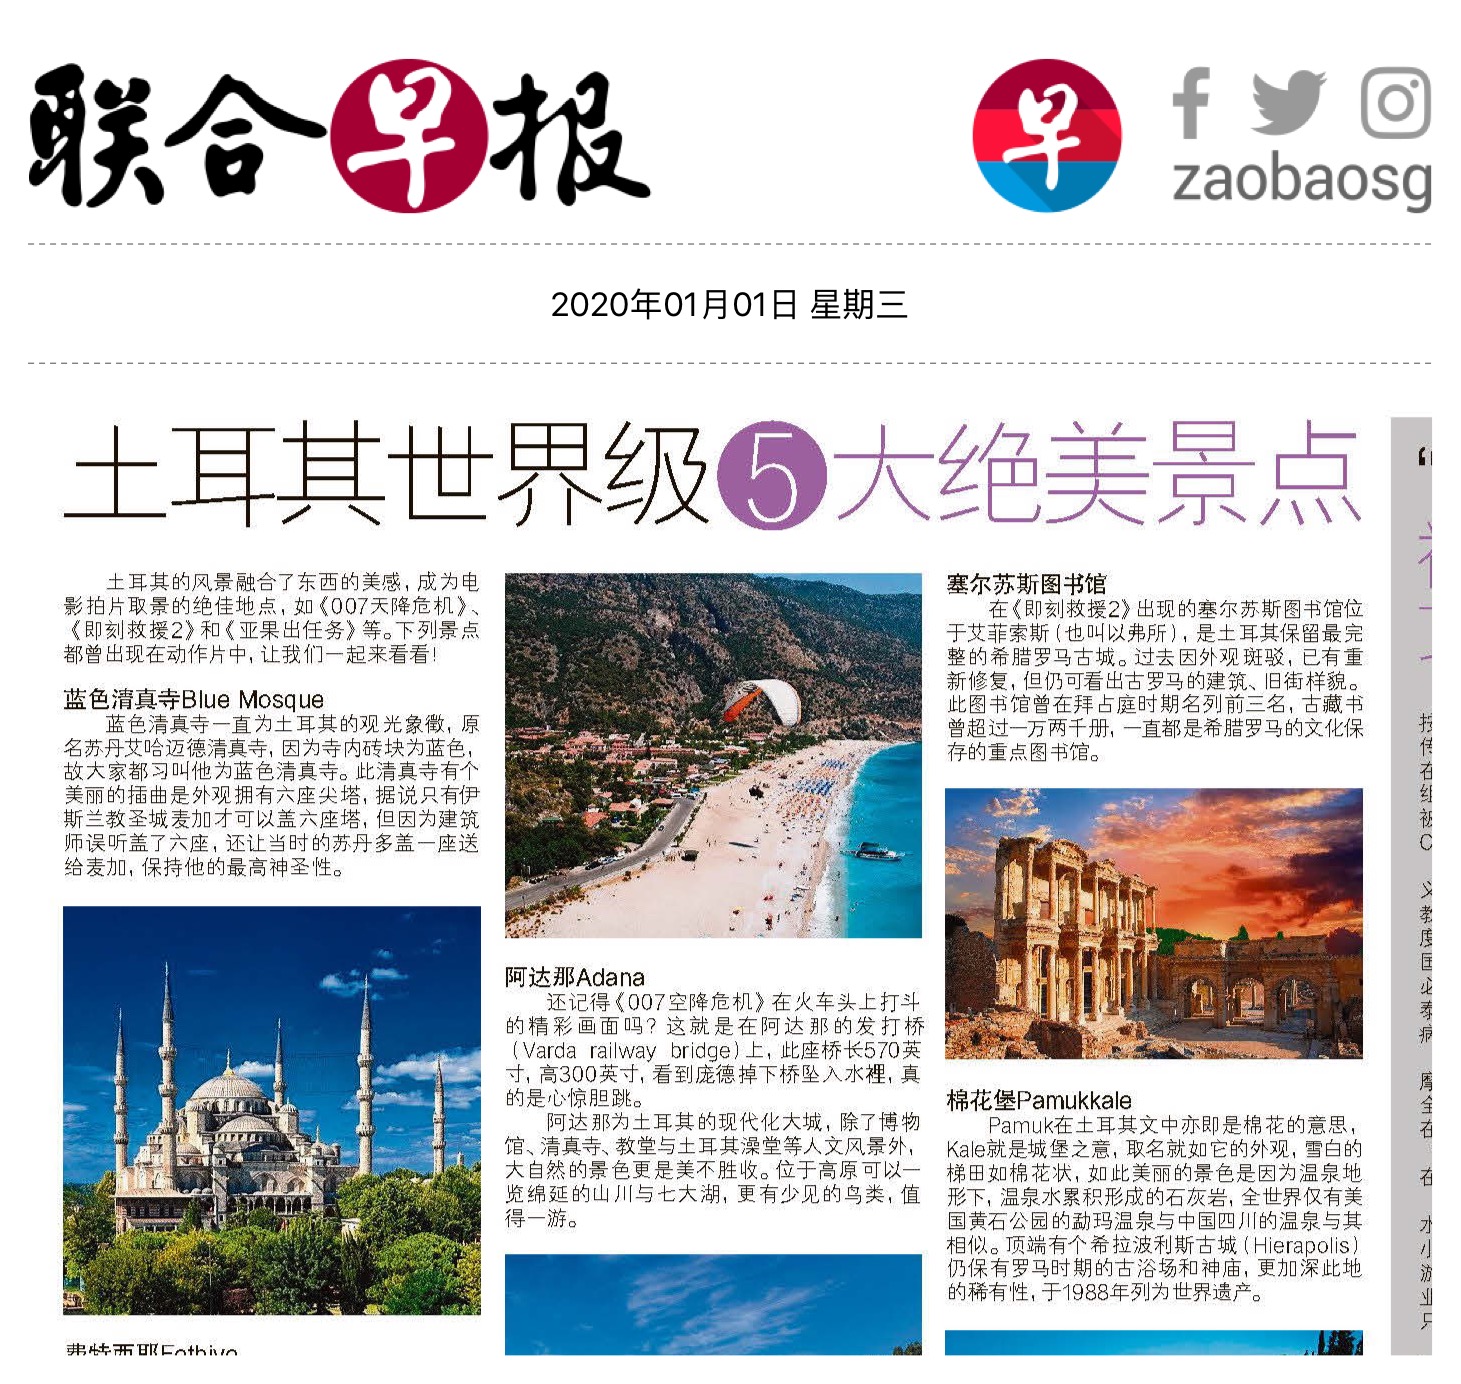 联合早报
早
zaobaosg
2020年01月01日 星期三
土耳其世界级5大绝美景点
土耳其的风景融合了东西的美感，成为电
影拍片取景的绝佳地点，如《007天降危机》、
《即刻救援2》和《亚果出任务》等。下列景点
都曾出现在动作片中，让我们一起来看看！
蓝色清真寺Blue Mosque
蓝色清真寺一直为土耳其的观光象徵，原
名苏丹艾哈迈德清真寺，因为寺内砖块为蓝色，
故大家都习叫他为蓝色清真寺。此清真寺有个
美丽的插曲是外观拥有六座尖塔，据说只有伊
斯兰教圣城麦加才可以盖六座塔，但因为建筑
师误听盖了六座，还让当时的苏丹多盖一座送
给麦加，保持他的最高神圣性。
费特西耶Fethiye
阿达那Adana
还记得《007空降危机》在火车头上打斗
的精彩画面吗？这就是在阿达那的发打桥
（Varda railway bridge）上，此座桥长570英
寸，高300英寸，看到庞德掉下桥坠入水裡，真
的是心惊胆跳。
阿达那为土耳其的现代化大城，除了博物
馆、清真寺、教堂与土耳其澡堂等人文风景外，
大自然的景色更是美不胜收。位于高原可以一
览绵延的山川与七大湖，更有少见的鸟类，值
得一游。
塞尔苏斯图书馆
在《即刻救援2》出现的塞尔苏斯图书馆位
于艾菲索斯（也叫以弗所），是土耳其保留最完
整的希腊罗马古城。过去因外观斑驳，已有重
新修复，但仍可看出古罗马的建筑、旧街样貌。
此图书馆曾在拜占庭时期名列前三名，古藏书
曾超过一万两千册，一直都是希腊罗马的文化保
存的重点图书馆。
棉花堡Pamukkale
Pamuk在土耳其文中亦即是棉花的意思，
Kale就是城堡之意，取名就如它的外观，雪白的
梯田如棉花状，如此美丽的景色是因为温泉地
形下，温泉水累积形成的石灰岩，全世界仅有美
国黄石公园的勐玛温泉与中国四川的温泉与其
相似。顶端有个希拉波利斯古城（Hierapolis）
仍保有罗马时期的古浴场和神庙，更加深此地
的稀有性，于1988年列为世界遗产。